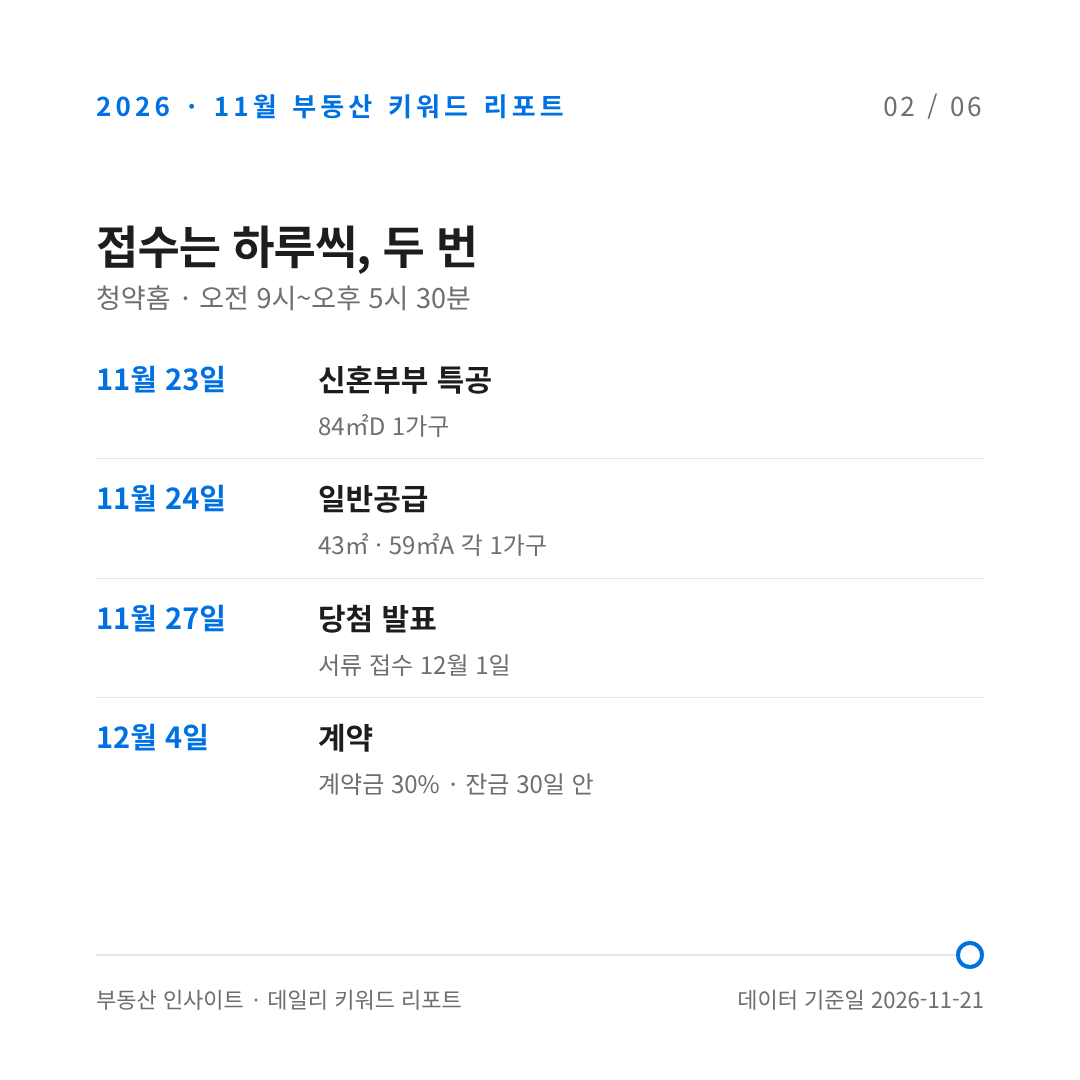 2026 · 11월 부동산 키워드 리포트
02 / 06
접수는 하루씩, 두 번
청약홈 · 오전 9시~오후 5시 30분
11월 23일
신혼부부 특공
84㎡D 1가구
11월 24일
일반공급
43㎡ · 59㎡A 각 1가구
11월 27일
당첨 발표
서류 접수 12월 1일
12월 4일
계약
계약금 30% · 잔금 30일 안
부동산 인사이트 · 데일리 키워드 리포트
데이터 기준일 2026-11-21